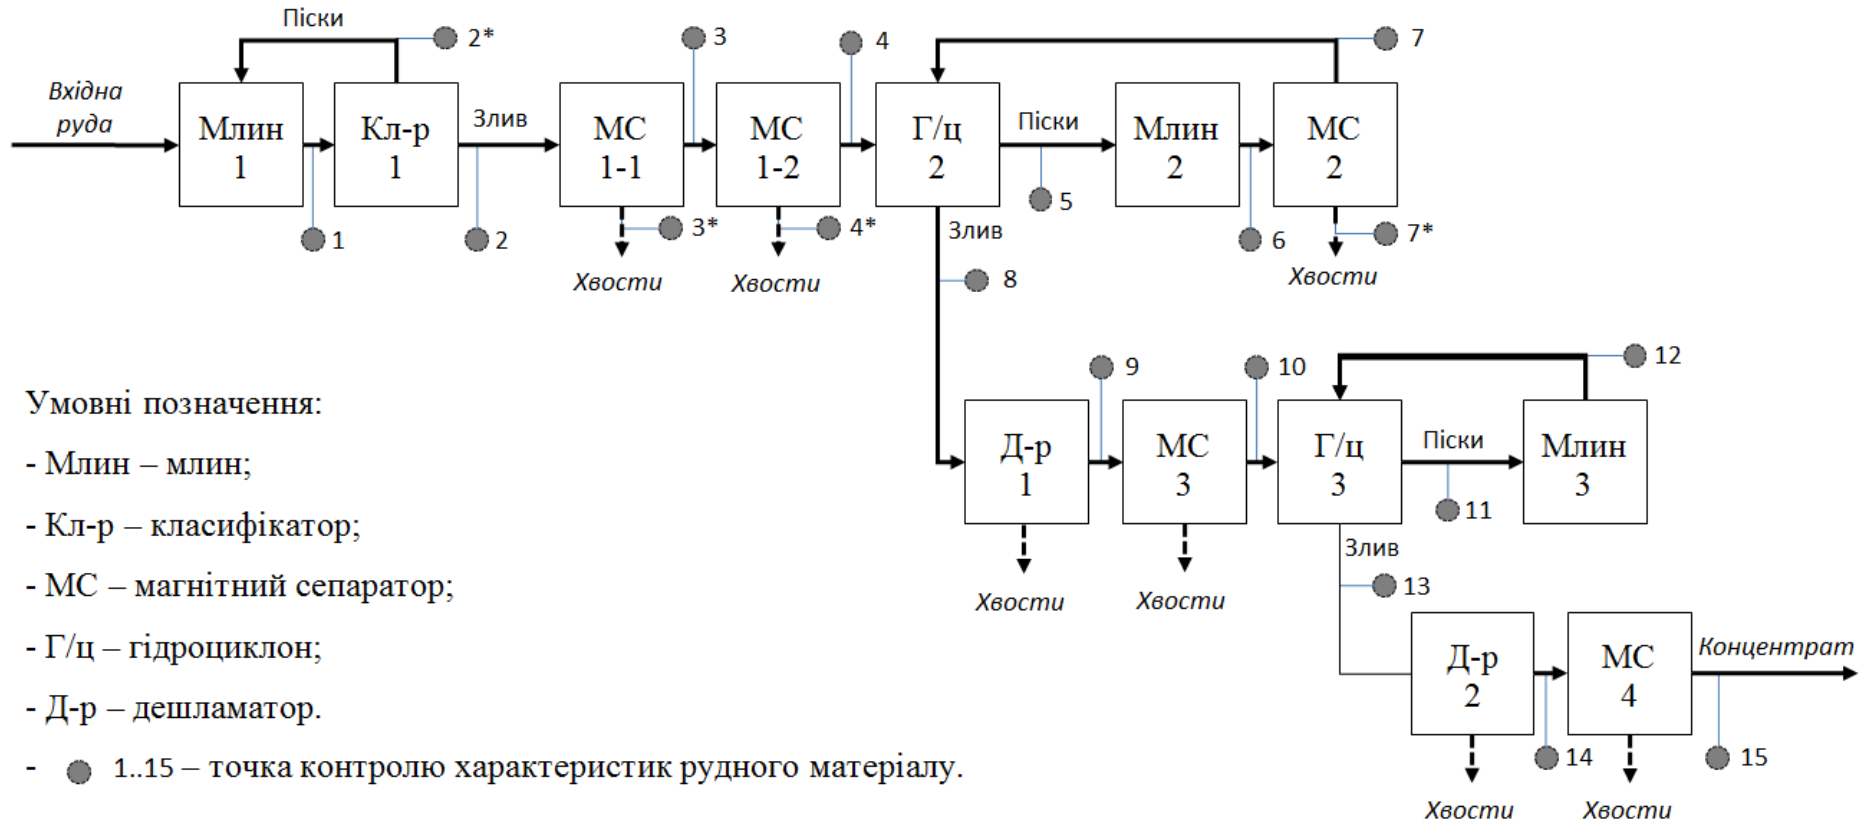 Піски
2*
3
4
7
Вхідна
руда
Млин
1
Кл-р
1
Злив
МС
1-1
МС
1-2
Г/ц
2
Піски
Млин
2
МС
2
1
2
3*
4*
Злив
5
6
7*
Хвости
Хвости
8
Хвости
9
10
12
Умовні позначення:
- Млин – млин;
- Кл-р – класифікатор;
- МС – магнітний сепаратор;
- Г/ц – гідроциклон;
- Д-р – дешламатор.
- 1..15 – точка контролю характеристик рудного матеріалу.
Д-р
1
МС
3
Г/ц
3
Піски
Млин
3
11
Злив
Хвости
Хвости
13
Д-р
2
МС
4
Концентрат
14
15
Хвости
Хвости